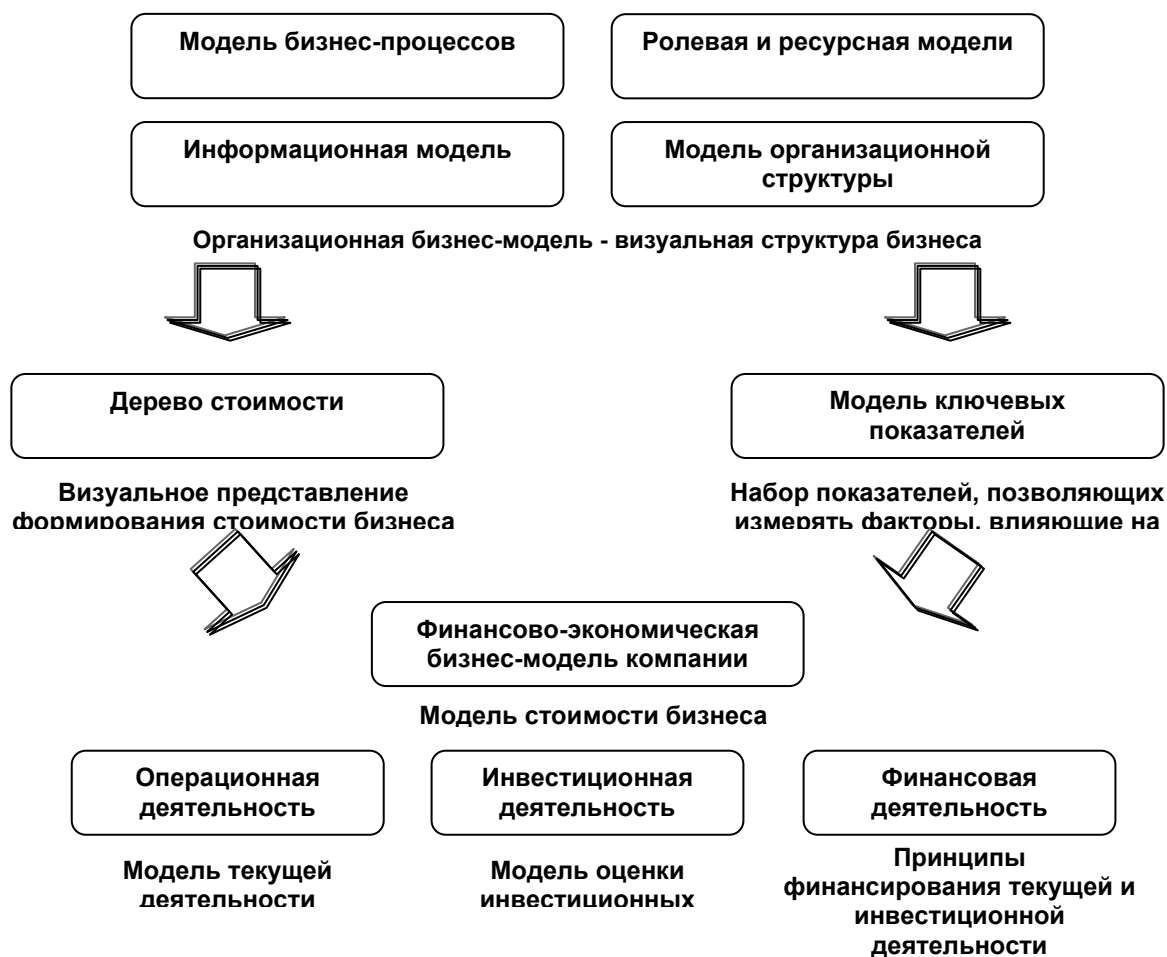 Модель бизнес-процессов
Ролевая и ресурсная модели
Информационная модель
Модель организационной
структуры
Организационная бизнес-модель - визуальная структура бизнеса
Дерево стоимости
Модель ключевых
показателей
Визуальное представление
формирования стоимости бизнеса
Набор показателей, позволяющих
измерять факторы, влияющие на
Финансово-экономическая
бизнес-модель компании
Модель стоимости бизнеса
Операционная
деятельность
Инвестиционная
деятельность
Финансовая
деятельность
Модель текущей
деятельности
Модель оценки
инвестиционных
Принципы
финансирования текущей и
инвестиционной
деятельности